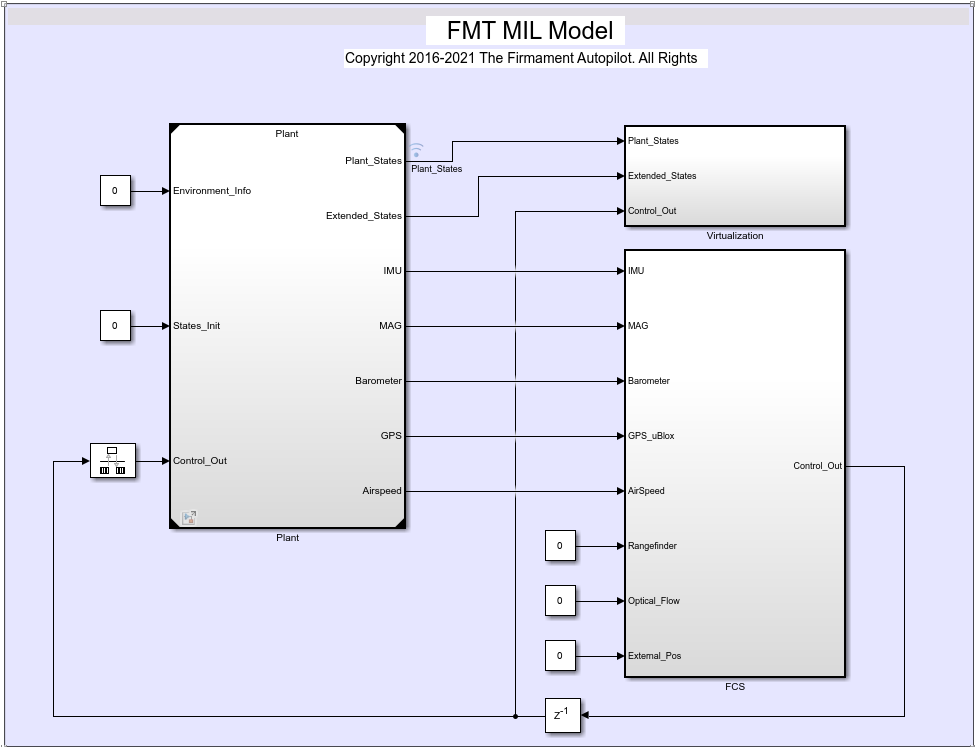 FMT MIL Model
Copyright 2016-2021 The Firmament Autopilot. All Rights
Plant
Plant_States
Plant_States
Extended_States
IMU
MAG
Barometer
GPS
Airspeed
0
Environment_Info
0
States_Init
Control_Out
Plant
Plant_States
Extended_States
Control_Out
Virtualization
IMU
MAG
Barometer
GPS_uBlox
AirSpeed
0
Rangefinder
0
Optical_Flow
0
External_Pos
Control_Out
FCS
z-1